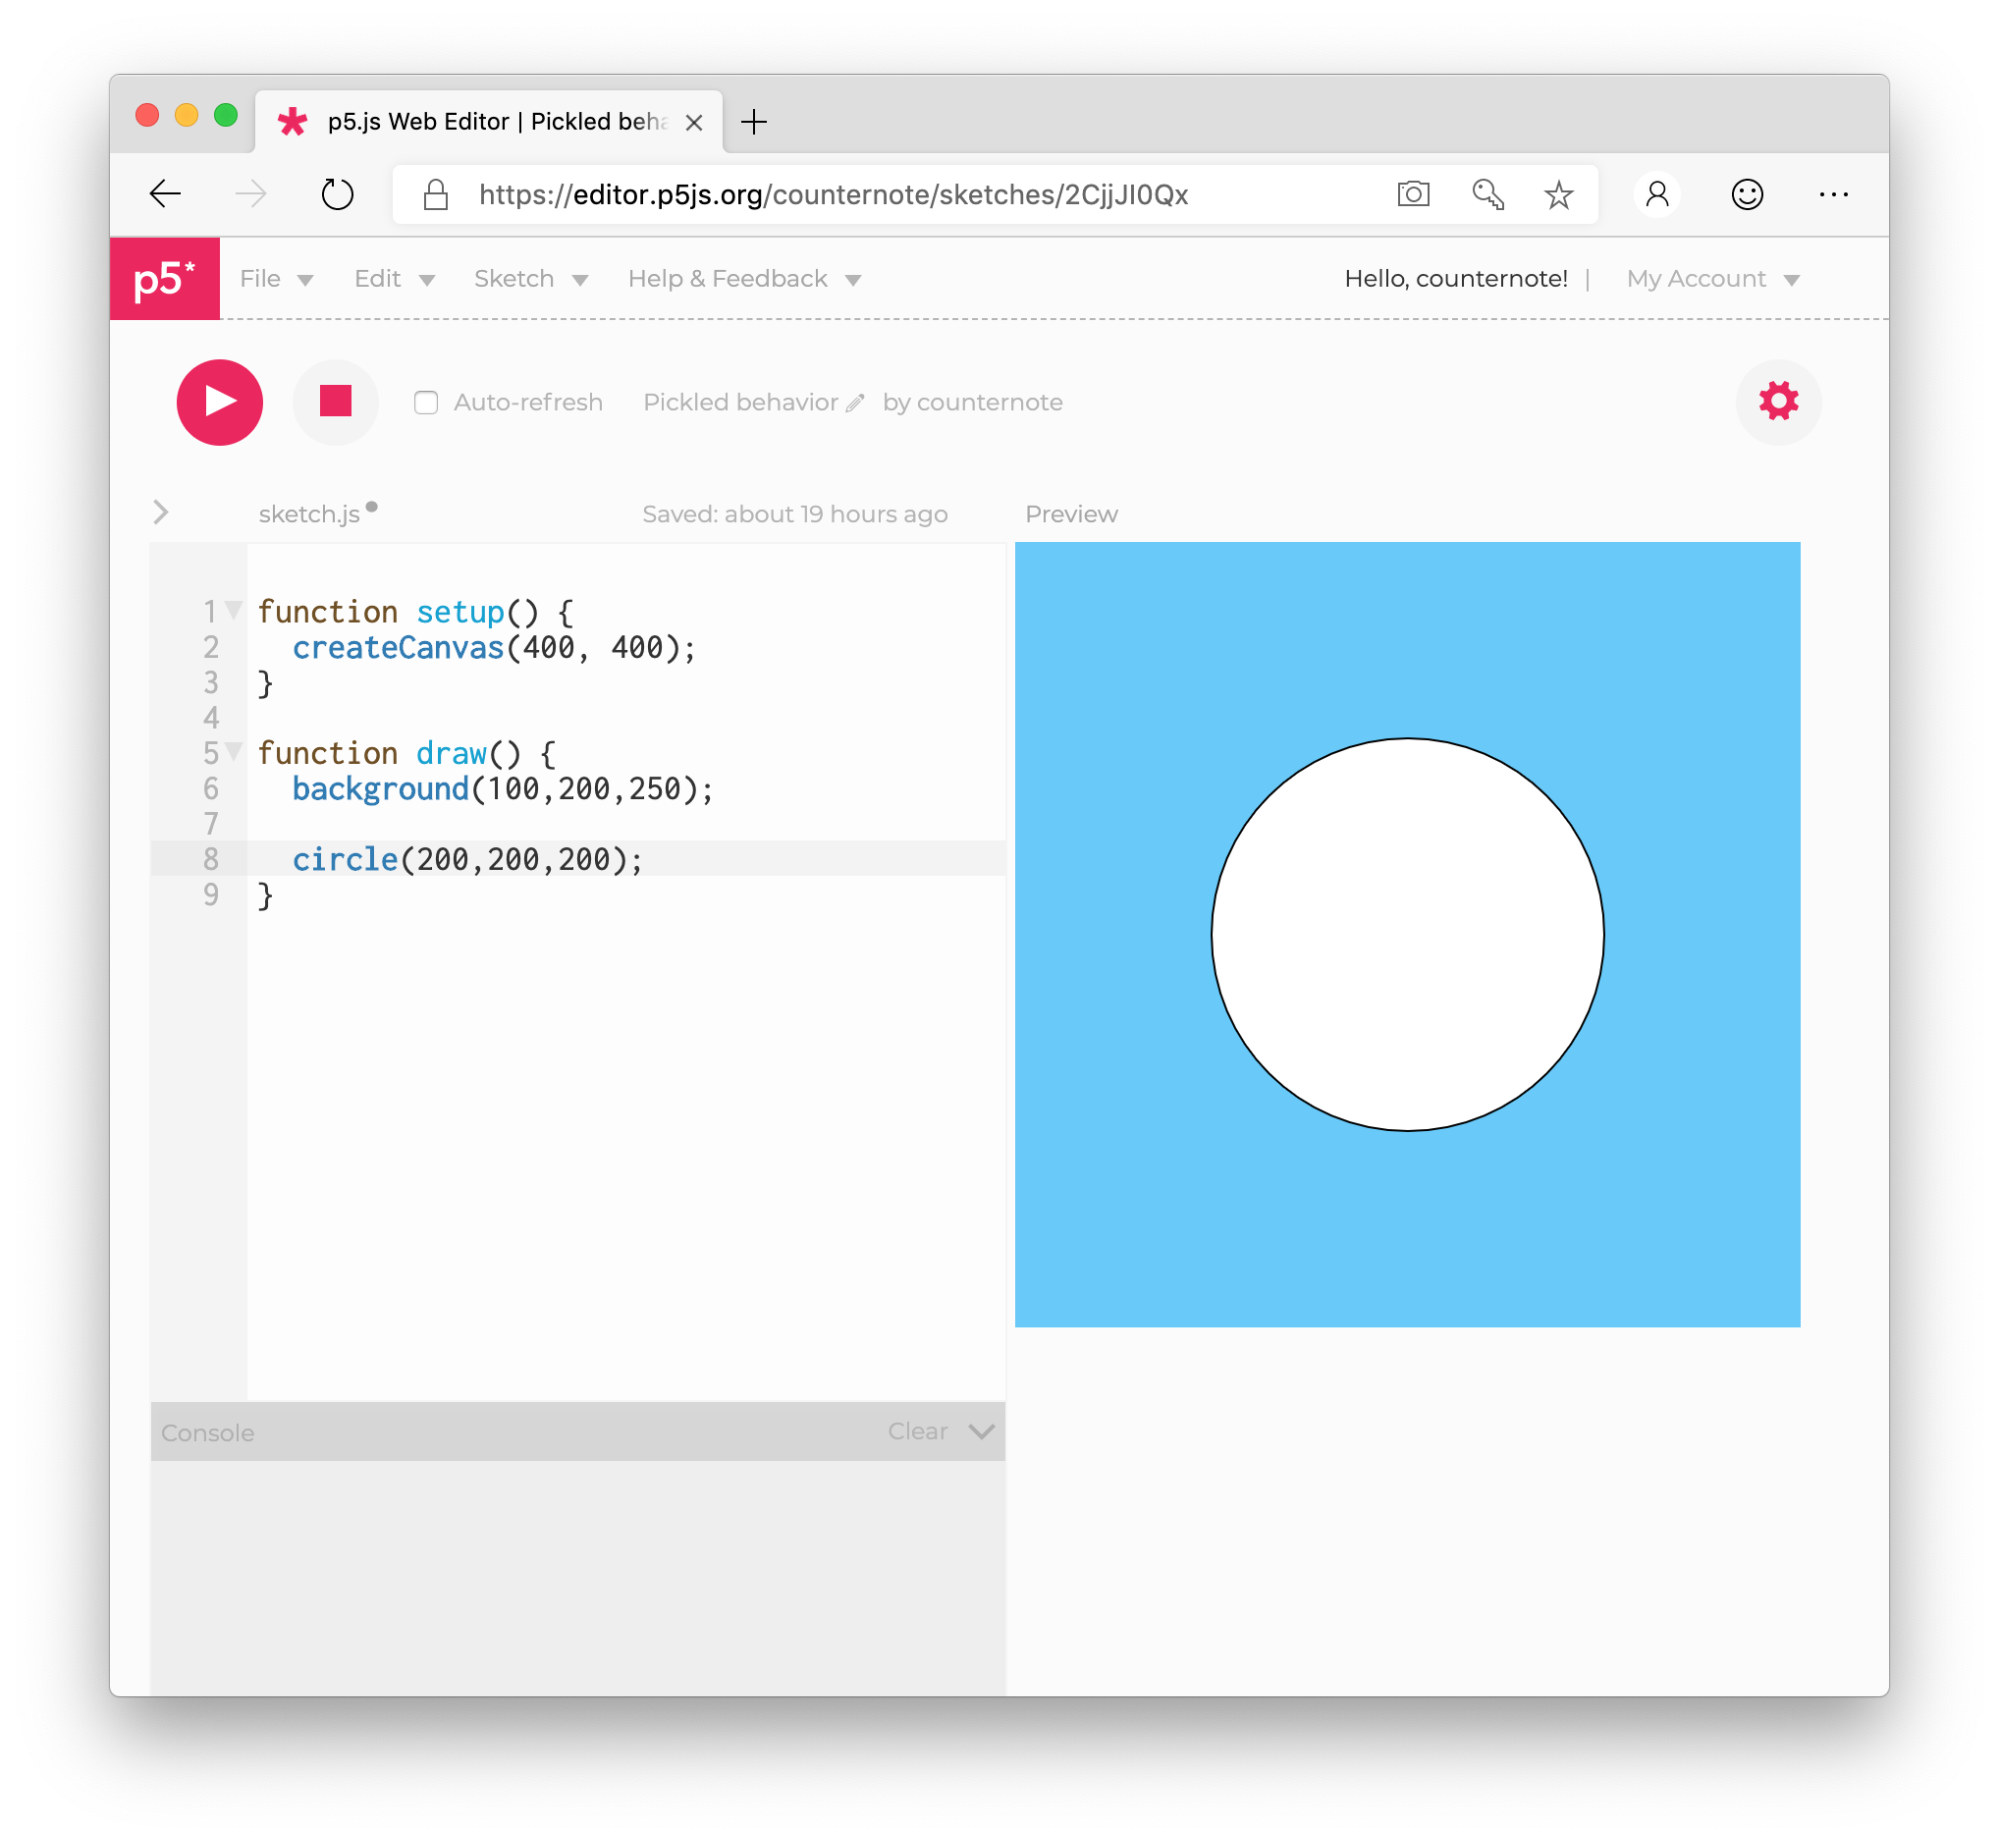 p5.js Web Editor | Pickled beha
https://editor.p5js.org/counternote/sketches/2CjjJI0Qx
p5* File Edit Sketch Help & Feedback Hello, counternote! | My Account
Auto-refresh Pickled behavior by counternote
sketch.js Saved: about 19 hours ago Preview
1 function setup() {
2 createCanvas(400, 400);
3 }
4
5 function draw() {
6 background(100,200,250);
7
8 circle(200,200,200);
9 }
Console Clear